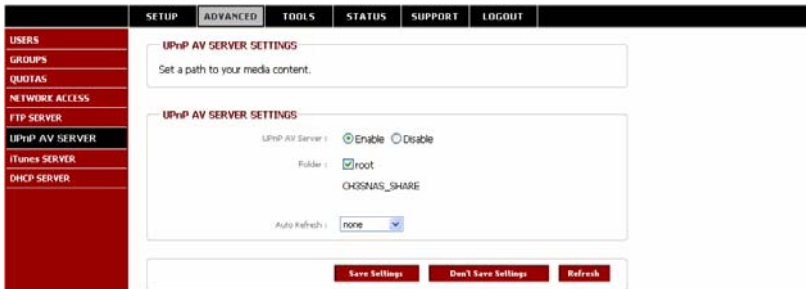 SETUP ADVANCED TOOLS STATUS SUPPORT LOGOUT
USERS
GROUPS
QUOTAS
NETWORK ACCESS
FTP SERVER
UPnP AV SERVER
iTunes SERVER
DHCP SERVER
UPnP AV SERVER SETTINGS
Set a path to your media content.
UPnP AV SERVER SETTINGS
UPnP AV Server : Enable Disable
Folder : root
CH3SNAS_SHARE
Auto Refresh : none
Save Settings Don't Save Settings Refresh